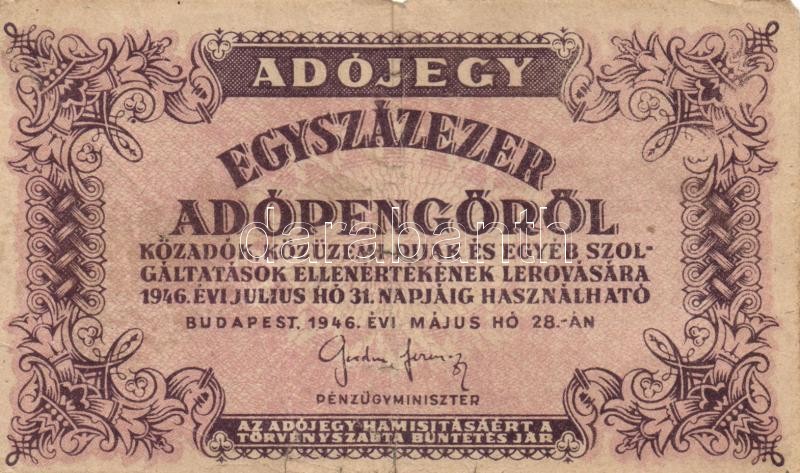 ADÓJEGY
EGYSZÁZEZER
ADÓPENGŐRŐL
KÖZADÓK, KÖZÜZEMI DIJAK ÉS EGYÉB SZOL-
GÁLTATÁSOK ELLENÉRTÉKÉNEK LEROVÁSÁRA
1946. ÉVI JULIUS HÓ 31. NAPJÁIG HASZNÁLHATÓ
darabanth
BUDAPEST, 1946. ÉVI MÁJUS HÓ 28.-ÁN
PÉNZÜGYMINISZTER
AZ ADÓJEGY HAMISITÁSÁÉRT A
TÖRVÉNYSZABTA BÜNTETÉS JÁR